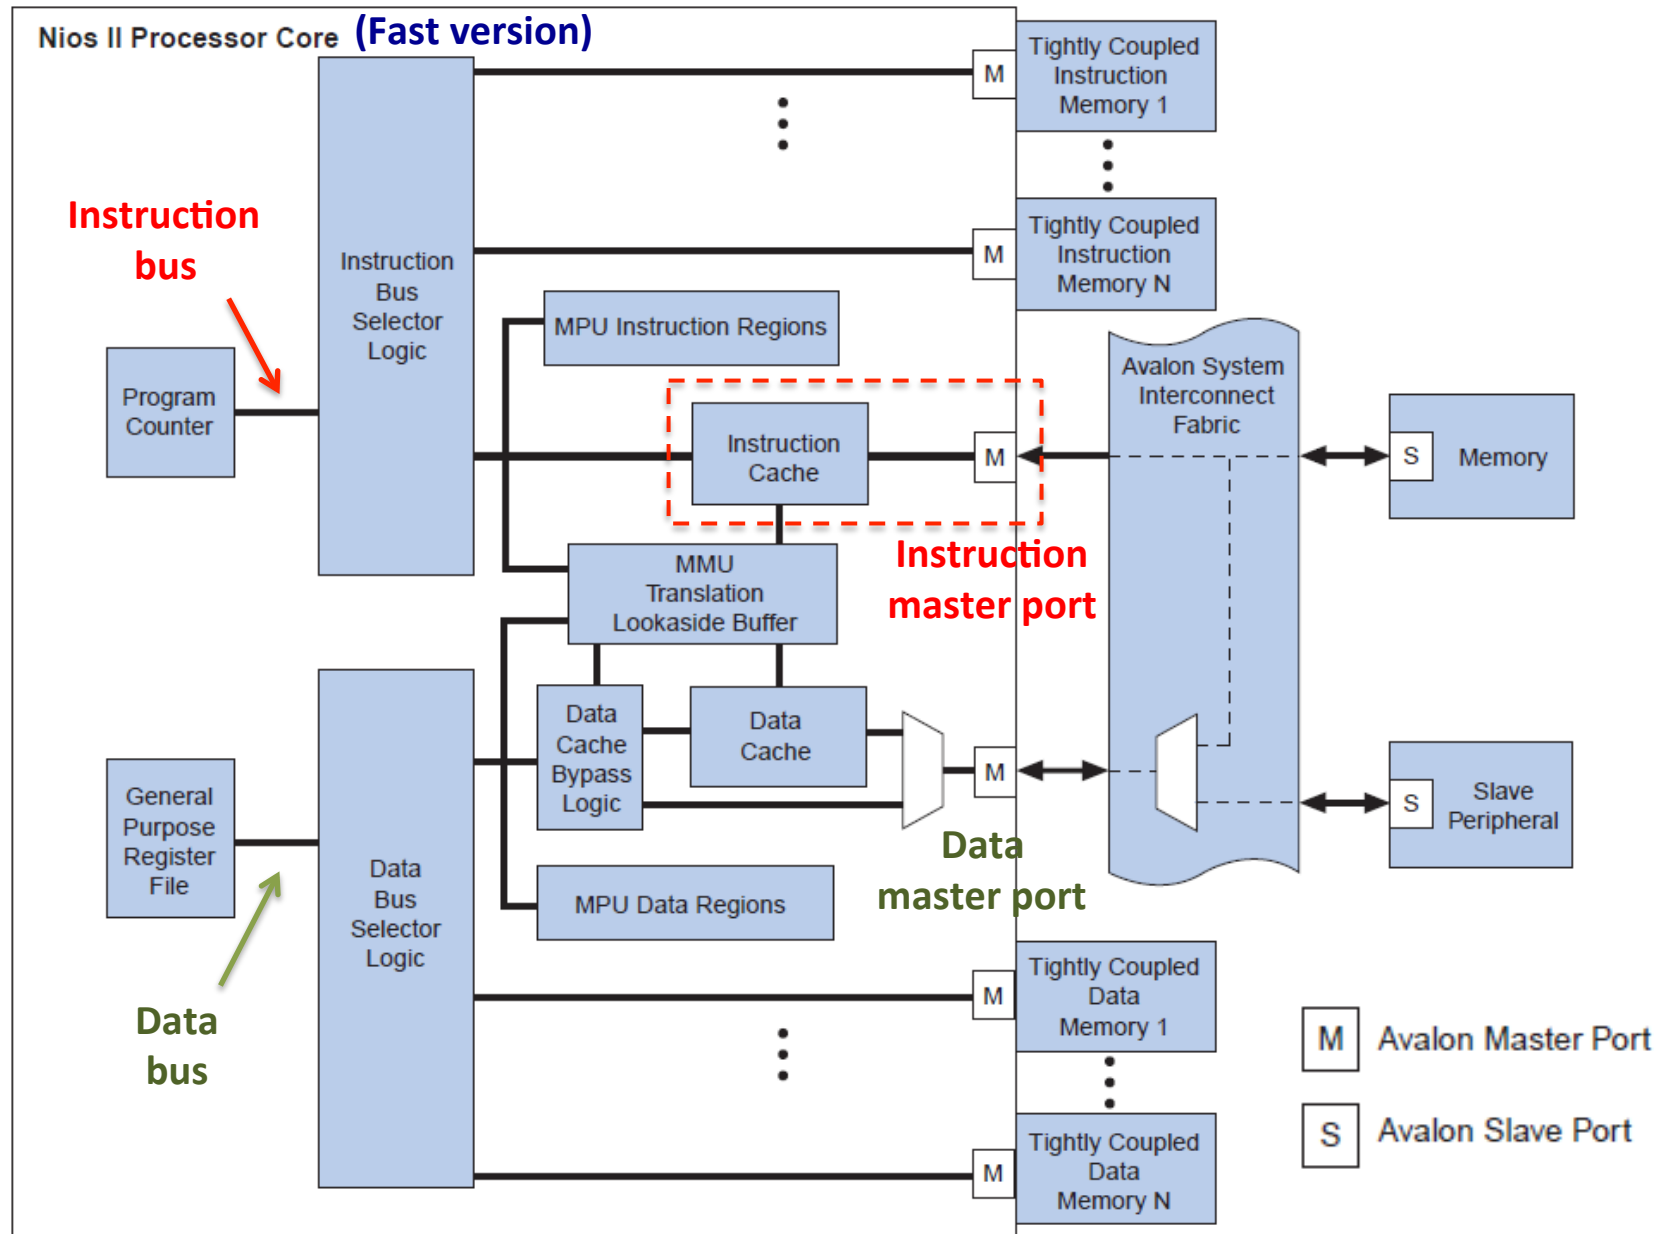 Nios II Processor Core (Fast version)
Tightly Coupled
Instruction
Memory 1
M
Instruction
bus
Tightly Coupled
Instruction
Memory N
M
Instruction
Bus
Selector
Logic
MPU Instruction Regions
Program
Counter
Instruction
Cache
M
Avalon System
Interconnect
Fabric
S
Memory
Instruction
master port
MMU
Translation
Lookaside Buffer
Data
Cache
Bypass
Logic
Data
Cache
M
General
Purpose
Register
File
S
Slave
Peripheral
Data
master port
Data
Bus
Selector
Logic
MPU Data Regions
Data
bus
M
Tightly Coupled
Data
Memory 1
M
Tightly Coupled
Data
Memory N
M Avalon Master Port
S Avalon Slave Port